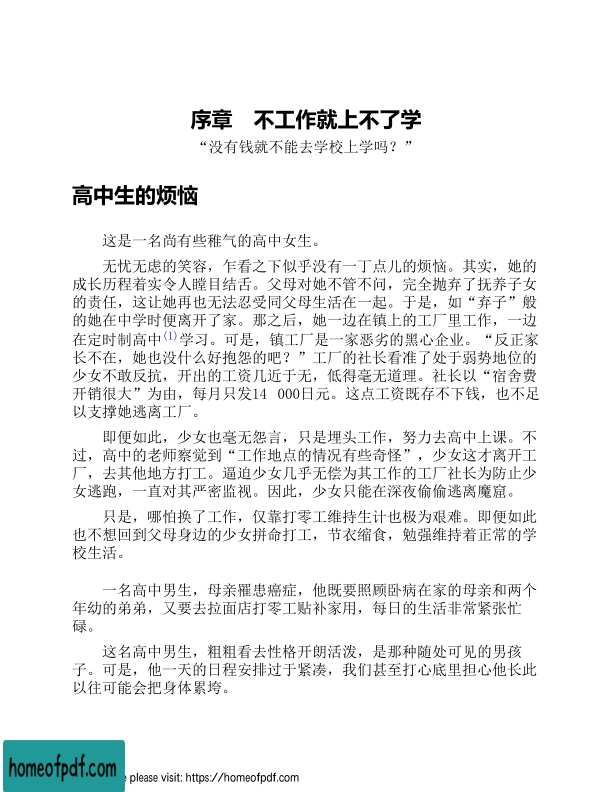 序章　不工作就上不了学
“没有钱就不能去学校上学吗？”
高中生的烦恼
这是一名尚有些稚气的高中女生。
无忧无虑的笑容，乍看之下似乎没有一丁点儿的烦恼。其实，她的
成长历程着实令人瞠目结舌。父母对她不管不问，完全抛弃了抚养子女
的责任，这让她再也无法忍受同父母生活在一起。于是，如“弃子”般
的她在中学时便离开了家。那之后，她一边在镇上的工厂里工作，一边
在定时制高中(1)学习。可是，镇工厂是一家恶劣的黑心企业。“反正家
长不在，她也没什么好抱怨的吧？”工厂的社长看准了处于弱势地位的
少女不敢反抗，开出的工资几近于无，低得毫无道理。社长以“宿舍费
开销很大”为由，每月只发14 000日元。这点工资既存不下钱，也不足
以支撑她逃离工厂。
即便如此，少女也毫无怨言，只是埋头工作，努力去高中上课。不
过，高中的老师察觉到“工作地点的情况有些奇怪”，少女这才离开工
厂，去其他地方打工。逼迫少女几乎无偿为其工作的工厂社长为防止少
女逃跑，一直对其严密监视。因此，少女只能在深夜偷偷逃离魔窟。
只是，哪怕换了工作，仅靠打零工维持生计也极为艰难。即便如此
也不想回到父母身边的少女拼命打工，节衣缩食，勉强维持着正常的学
校生活。
一名高中男生，母亲罹患癌症，他既要照顾卧病在家的母亲和两个
年幼的弟弟，又要去拉面店打零工贴补家用，每日的生活非常紧张忙
碌。
这名高中男生，粗粗看去性格开朗活泼，是那种随处可见的男孩
子。可是，他一天的日程安排过于紧凑，我们甚至打心底里担心他长此
以往可能会把身体累垮。
homeofpdf.com
e please visit: https://homeofpdf.com